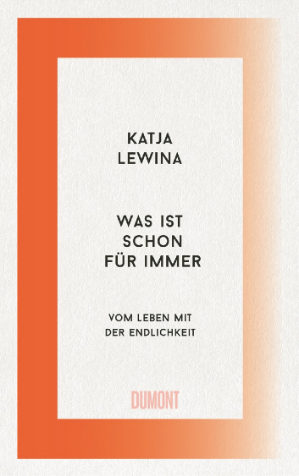 KATJA
LEWINA
WAS IST
SCHON
FÜR IMMER
VOM LEBEN MIT
DER ENDLICHKEIT
DUMONT